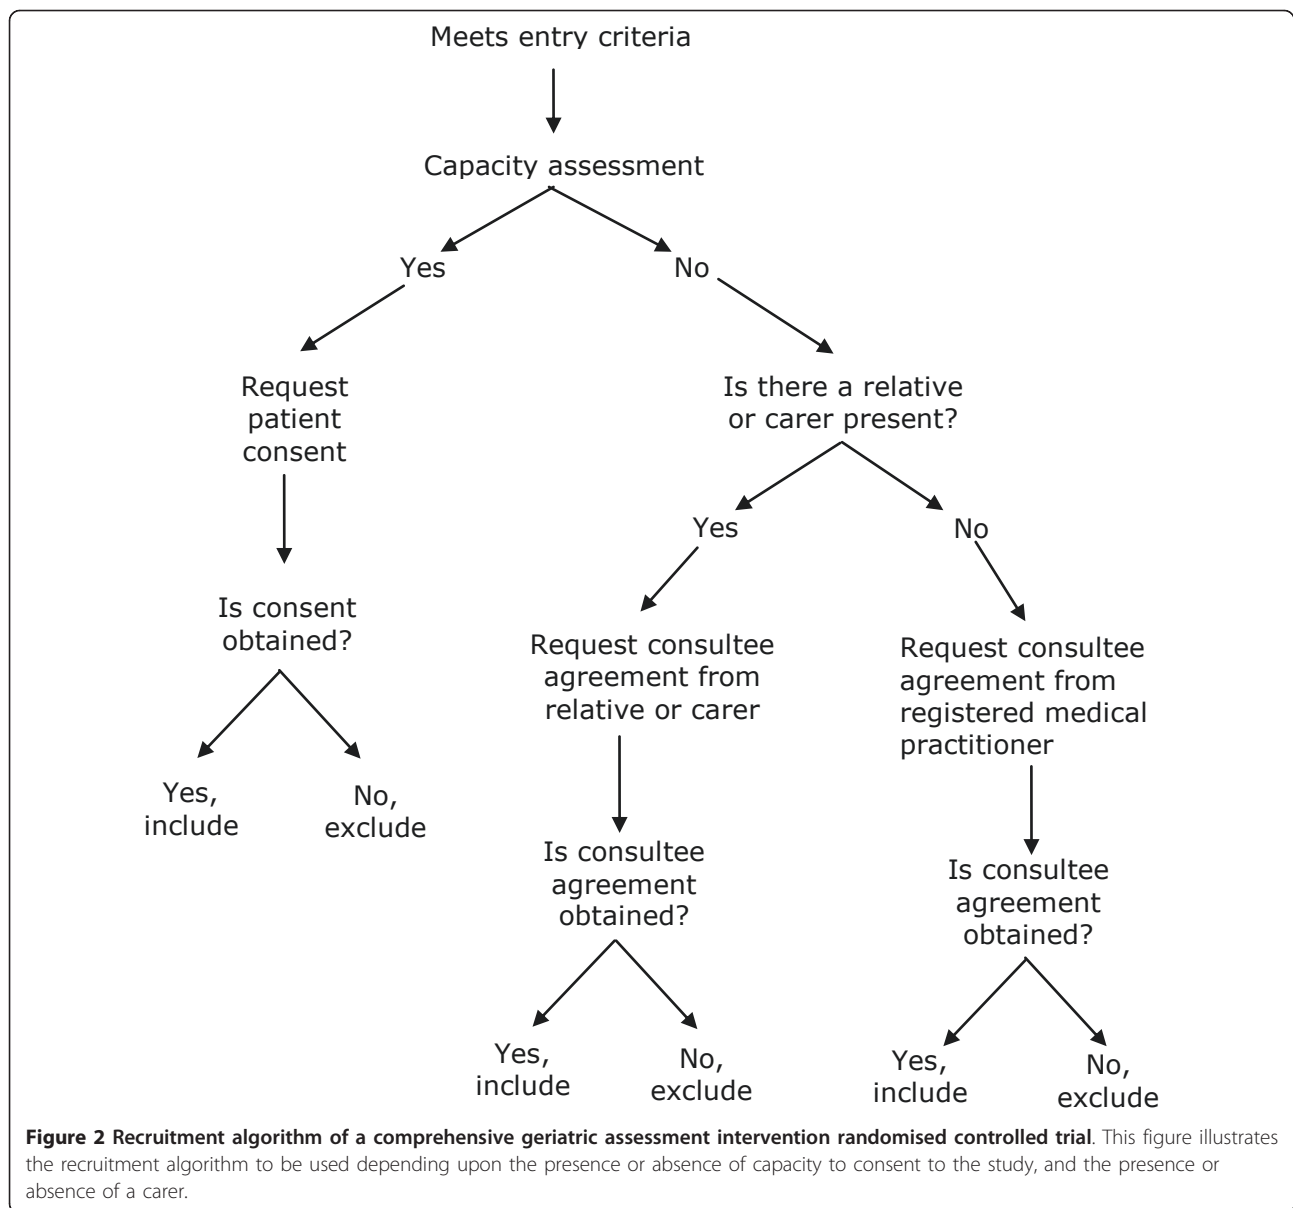 Meets entry criteria
Capacity assessment
Yes
No
Request
patient
consent
Is there a relative
or carer present?
Yes
No
Is consent
obtained?
Request consultee
agreement from
relative or carer
Request consultee
agreement from
registered medical
practitioner
Yes,
include
No,
exclude
Is consultee
agreement
obtained?
Is consultee
agreement
obtained?
Yes,
include
No,
exclude
Yes,
include
No,
exclude
Figure 2 Recruitment algorithm of a comprehensive geriatric assessment intervention randomised controlled trial. This figure illustrates
the recruitment algorithm to be used depending upon the presence or absence of capacity to consent to the study, and the presence or
absence of a carer.